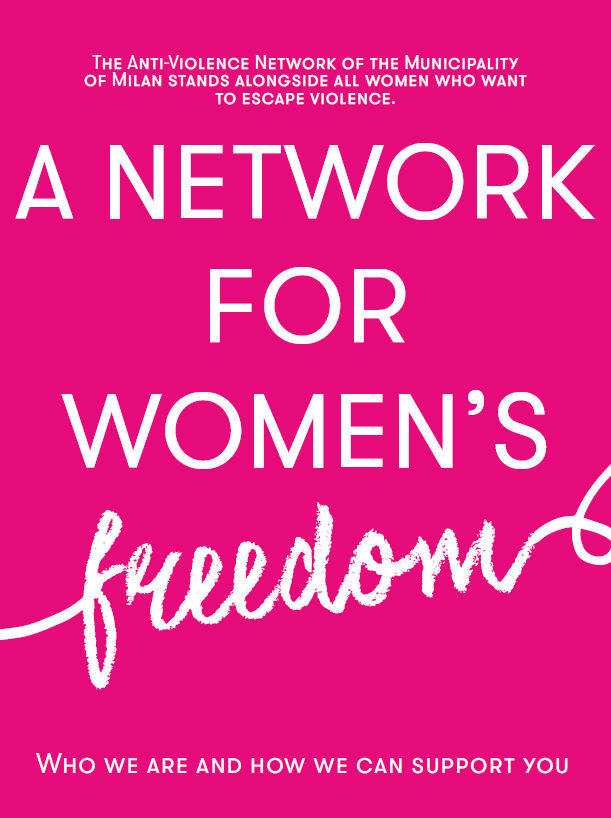 The Anti-Violence Network of the Municipality
of Milan stands alongside all women who want
to escape violence.
A NETWORK
FOR
WOMEN’S
freedom
Who we are and how we can support you